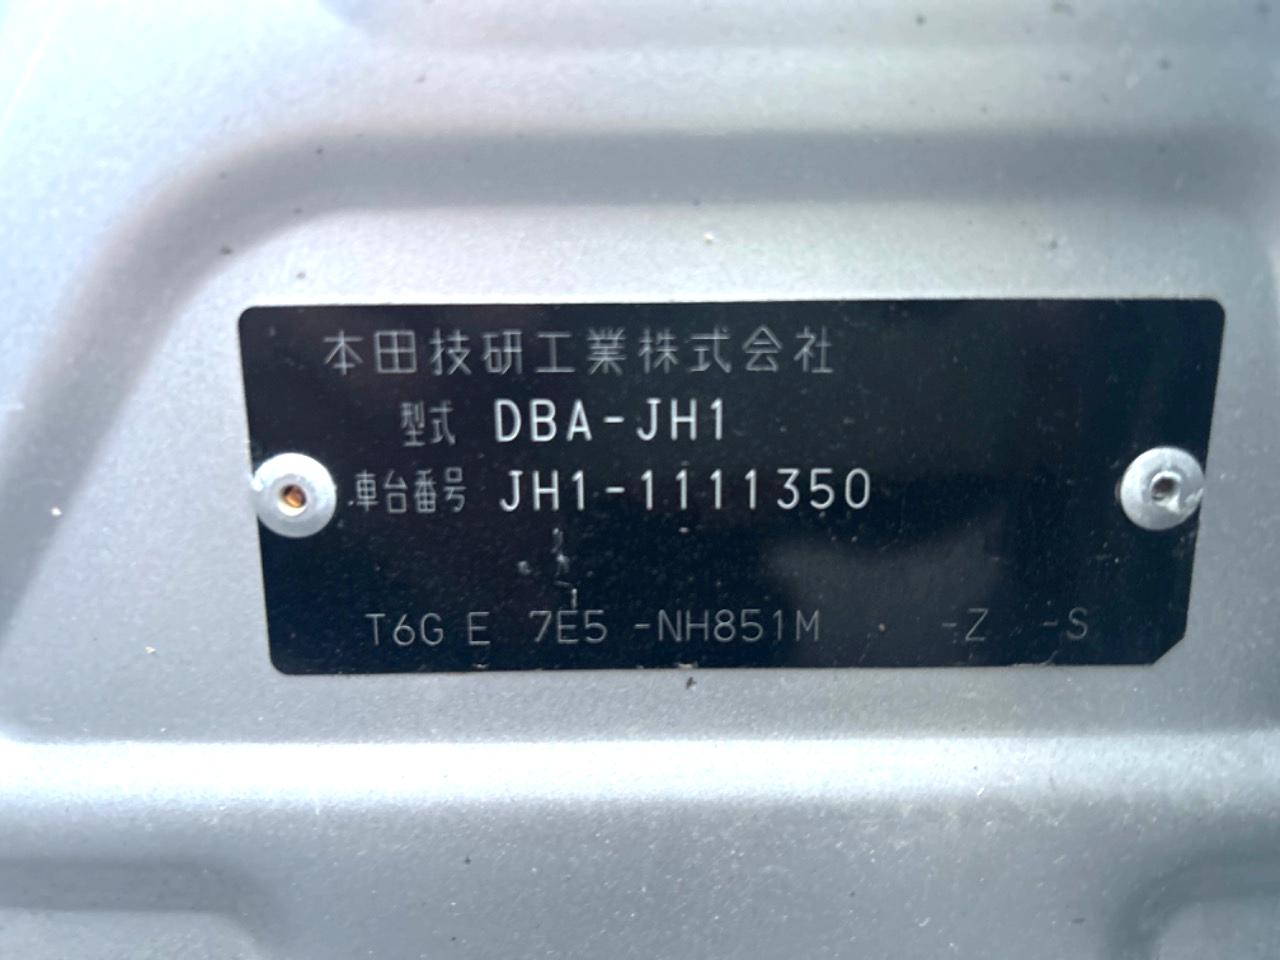 本田技研工業株式会社
型式 DBA-JH1
車台番号 JH1-1111350
T6G E 7E5 -NH851M -Z -S